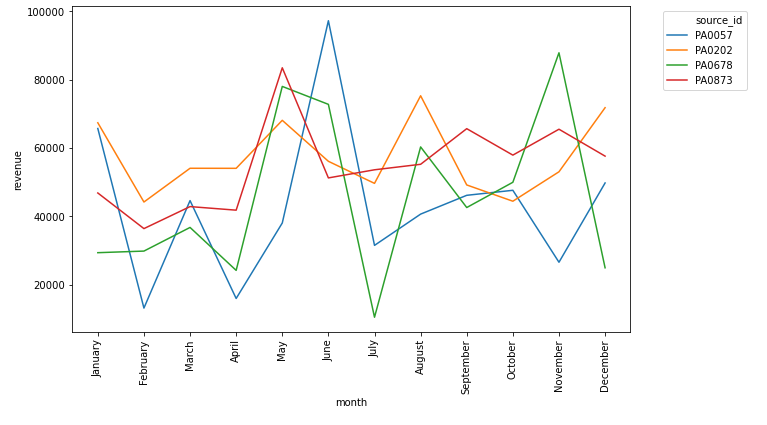 100000
80000
60000
40000
20000
revenue
January
February
March
April
May
June
July
August
September
October
November
December
month
source_id
PA0057
PA0202
PA0678
PA0873